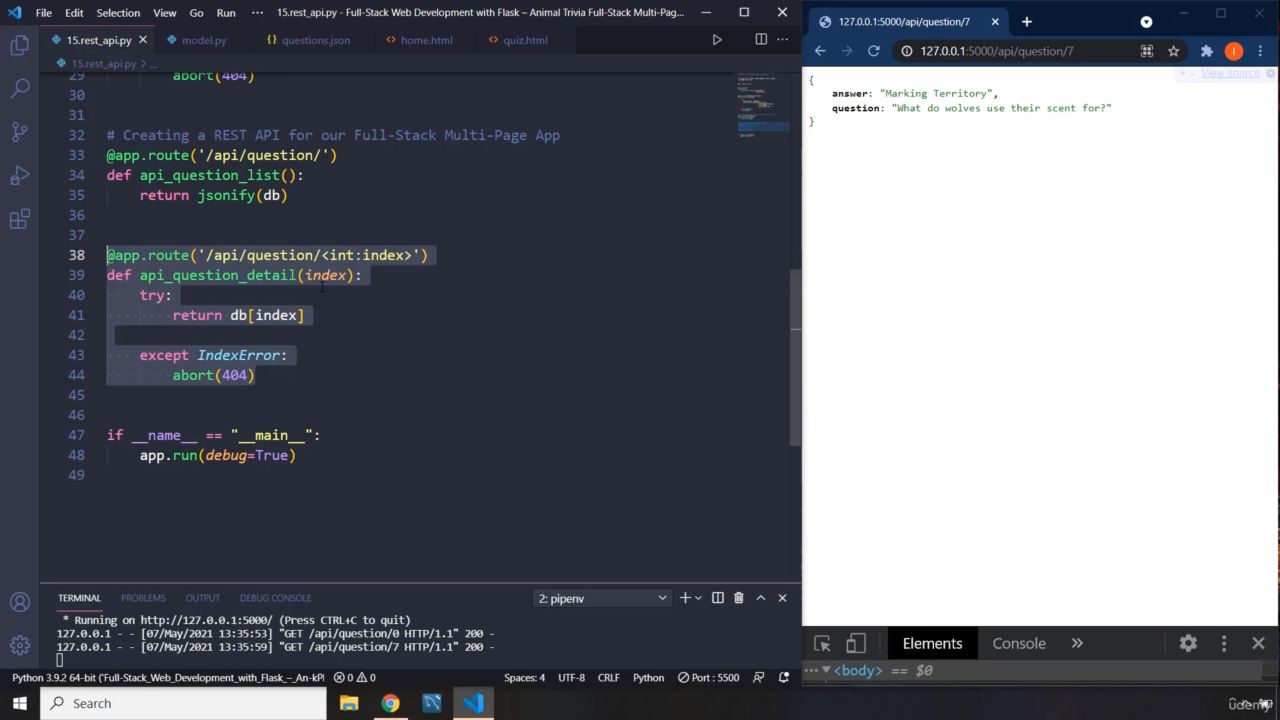 File Edit Selection View Go Run ··· 15.rest_api.py - Full-Stack Web Development with Flask – Animal Trivia Full-Stack Multi-Pag...
15.rest_api.py model.py questions.json home.html quiz.html
15.rest_api.py > ...
29 abort(404)
30
31
32 # Creating a REST API for our Full-Stack Multi-Page App
33 @app.route('/api/question/')
34 def api_question_list():
35 return jsonify(db)
36
37
38 @app.route('/api/question/<int:index>')
39 def api_question_detail(index):
40 try:
41 return db[index]
42
43 except IndexError:
44 abort(404)
45
46
47 if __name__ == "__main__":
48 app.run(debug=True)
49
TERMINAL PROBLEMS OUTPUT DEBUG CONSOLE 2: pipenv
* Running on http://127.0.0.1:5000/ (Press CTRL+C to quit)
127.0.0.1 - - [07/May/2021 13:35:53] "GET /api/question/0 HTTP/1.1" 200 -
127.0.0.1 - - [07/May/2021 13:35:59] "GET /api/question/7 HTTP/1.1" 200 -
Python 3.9.2 64-bit ck_Web_Development_with_Flask_–_An-kPl 0 0 Spaces: 4 UTF-8 CRLF Python Port : 5500
127.0.0.1:5000/api/question/7
127.0.0.1:5000/api/question/7 I
+ - View source
{
answer: "Marking Territory",
question: "What do wolves use their scent for?"
}
Elements Console »
··· <body> == $0
Search
udemy